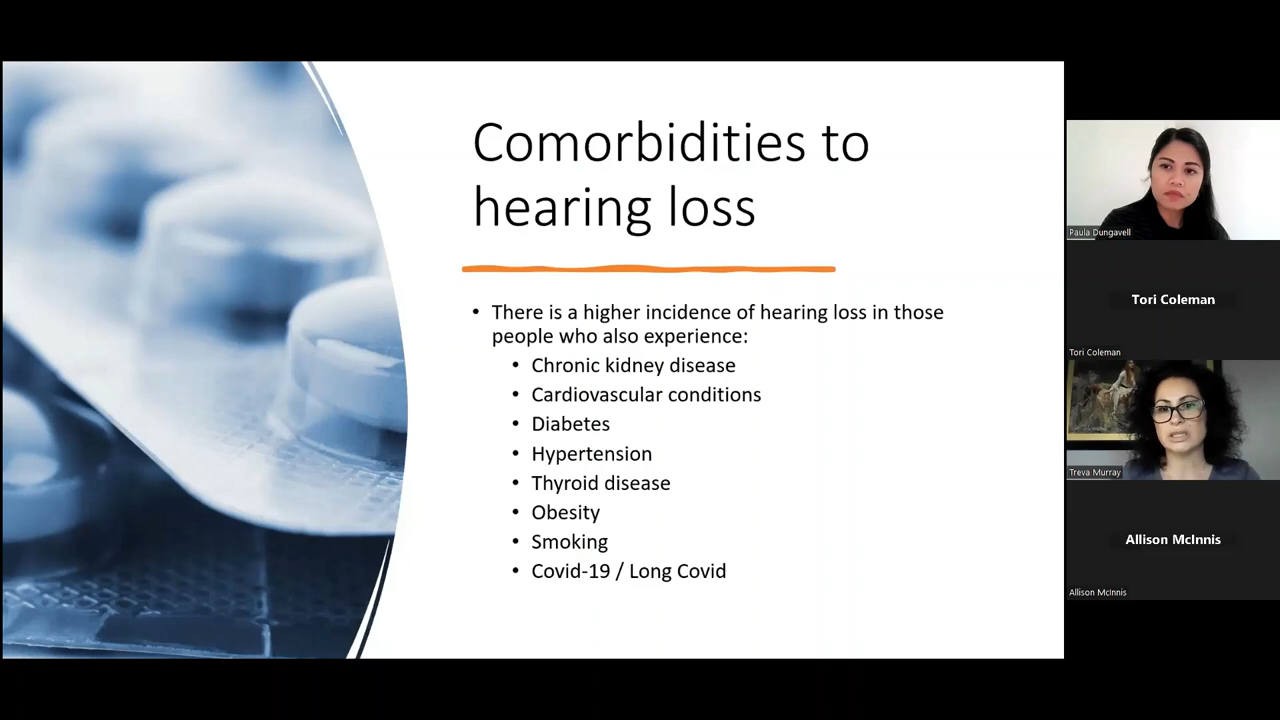 Comorbidities to
hearing loss
• There is a higher incidence of hearing loss in those
people who also experience:
• Chronic kidney disease
• Cardiovascular conditions
• Diabetes
• Hypertension
• Thyroid disease
• Obesity
• Smoking
• Covid-19 / Long Covid
Paula Dungavell
Tori Coleman
Tori Coleman
Treva Murray
Allison McInnis
Allison McInnis